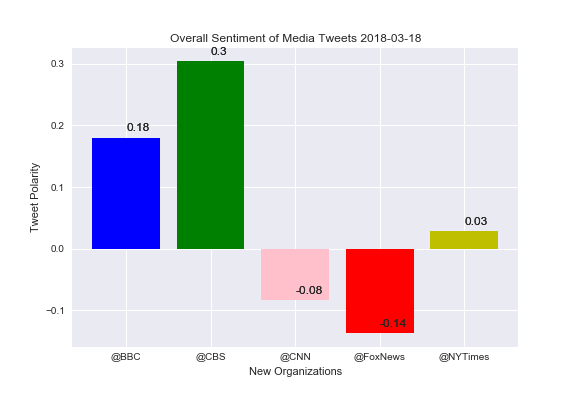 Overall Sentiment of Media Tweets 2018-03-18
0.3
0.3
0.2
0.18
0.1
0.03
0.0
-0.08
−0.1
-0.14
@BBC @CBS @CNN @FoxNews @NYTimes
New Organizations
Tweet Polarity